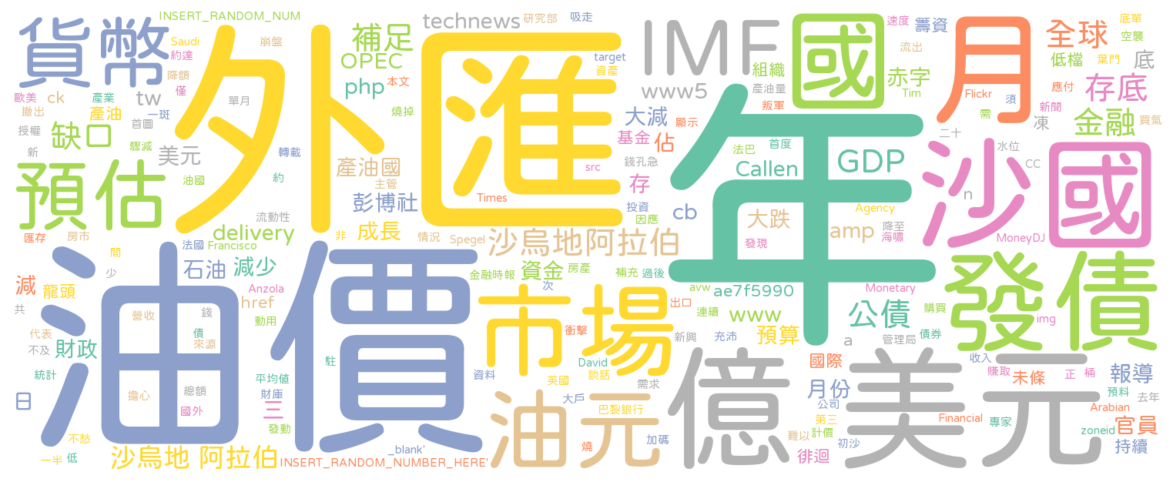 INSERT_RANDOM_NUM
貨幣
外匯
technews
研究部
吸走
IMF
國
月
速度
籌資
全球
底單
空襲
Saudi
約達
崩盤
補足
OPEC
target
組織
流出
低檔
葉門
底
降額
本文
資產
產油量
赤字
Tim
Flickr
須
應付
存底
歐美
ck
產業
僅
tw
單月
php
燒掉
www5
叛軍
新聞
撤出
產油
一斑
大減
顯示
需
凍
金融
買氣
授權
缺口
首圖
基金
佔
二十
新
驟減
美元
轉載
產油國
src
錢孔急
法巴
首度
水位
CC
預估
油國
約
主管
存
Callen
GDP
沙國
n
Times
彭博社
投資
cb
大跌
Agency
年
流動性
delivery
非
成長
情況
因應
amp
降至
海嘯
匯存
房市
法國
Francisco
Spegel
沙烏地阿拉伯
發現
MoneyDJ
間
石油
減少
金融時報
資金
房產
補充
過後
少
減
龍頭
Anzola
次
avw
ae7f5990
Monetary
發債
油價
href
市場
出口
連續
www
公債
購買
img
共
營收
錢
動用
衝擊
新興
充沛
預算
a
債券
代表
債
來源
管理局
不及
財政
駐
David
談話
英國
國際
收入
賺取
正
桶
統計
平均值
資料
需求
億
美元
未條
報導
擔心
總額
財庫
月份
預料
去年
日
三
國外
油元
大戶
巴黎銀行
公司
Financial
專家
Arabian
第三
官員
不愁
發動
計價
zoneid
_blank'
燒
加碼
難以
初沙
持續
一半
低
沙烏地 阿拉伯
INSERT_RANDOM_NUMBER_HERE'
徘徊